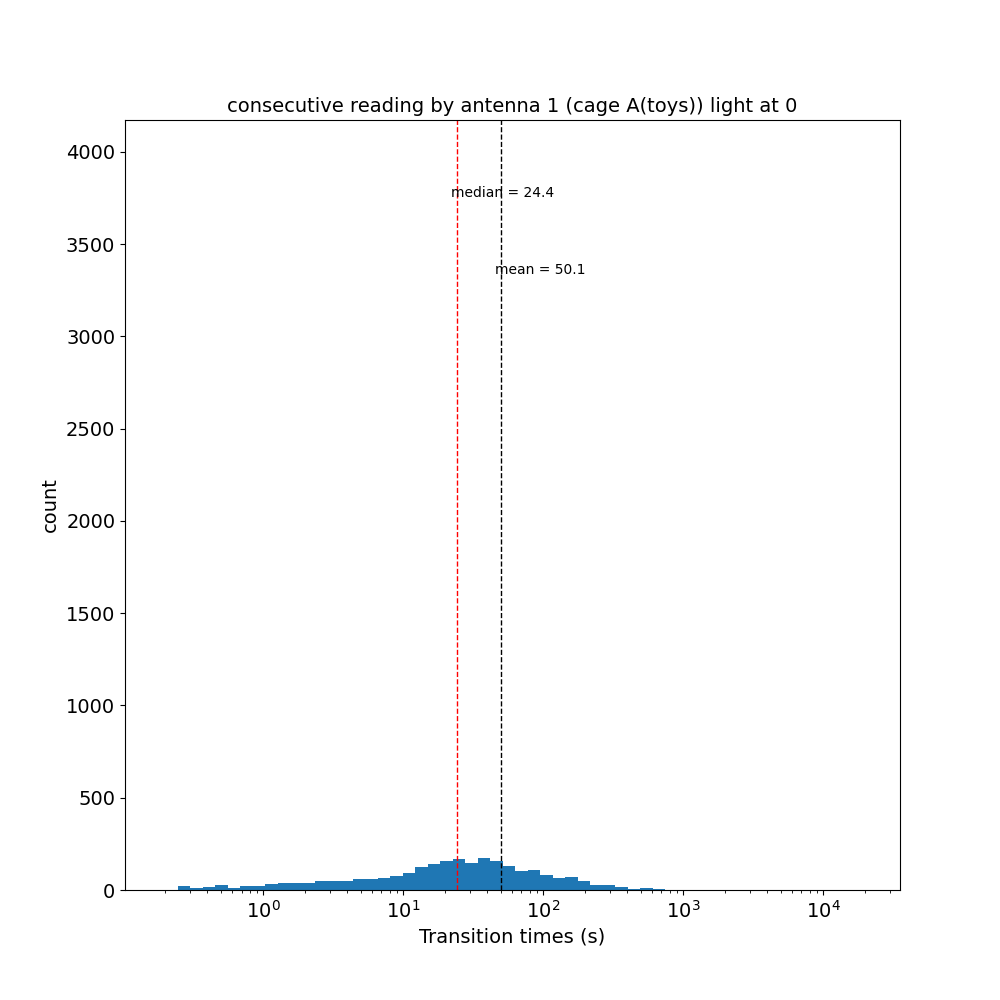 consecutive reading by antenna 1 (cage A(toys)) light at 0
4000
median = 24.4
3500
mean = 50.1
3000
2500
count
2000
1500
1000
500
0
10⁰ 10¹ 10² 10³ 10⁴
Transition times (s)